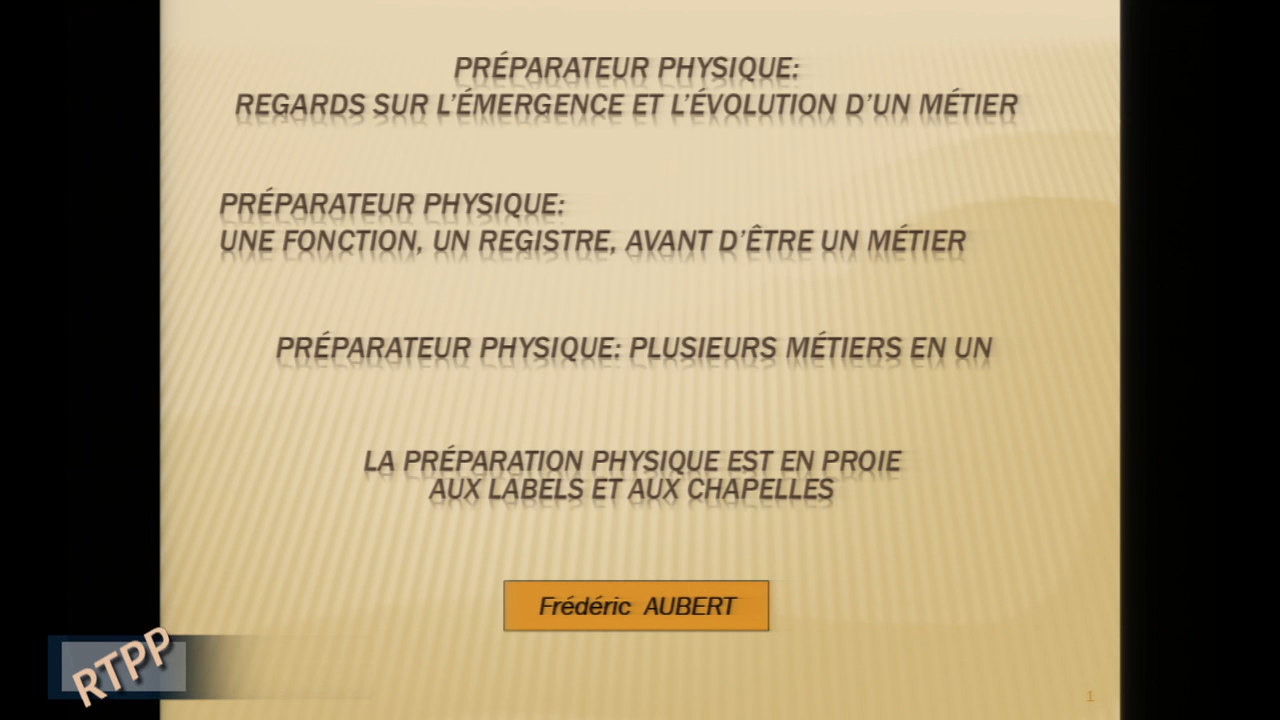 PRÉPARATEUR PHYSIQUE:
REGARDS SUR L'ÉMERGENCE ET L'ÉVOLUTION D'UN MÉTIER
PRÉPARATEUR PHYSIQUE:
UNE FONCTION, UN REGISTRE, AVANT D'ÊTRE UN MÉTIER
PRÉPARATEUR PHYSIQUE: PLUSIEURS MÉTIERS EN UN
LA PRÉPARATION PHYSIQUE EST EN PROIE
AUX LABELS ET AUX CHAPELLES
Frédéric AUBERT
RTPP
1